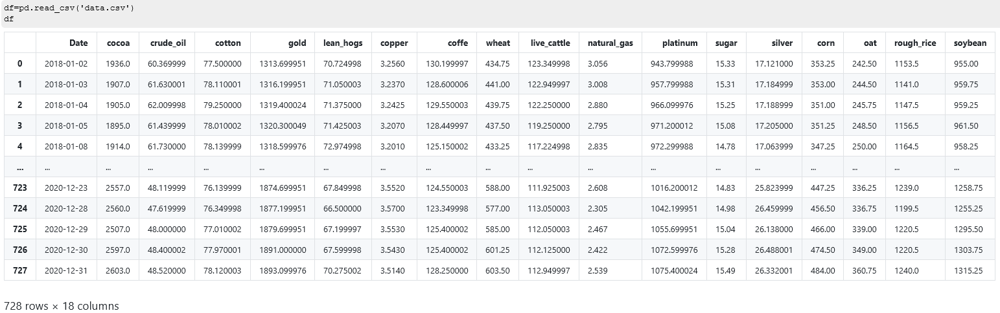 df=pd.read_csv('data.csv')
df
Date cocoa crude_oil cotton gold lean_hogs copper coffe wheat live_cattle natural_gas platinum sugar silver corn oat rough_rice soybean
0 2018-01-02 1936.0 60.369999 77.500000 1313.699951 70.724998 3.2560 130.199997 434.75 123.349998 3.056 943.799988 15.33 17.121000 353.25 242.50 1153.5 955.00
1 2018-01-03 1907.0 61.630001 78.110001 1316.199951 71.050003 3.2370 128.600006 441.00 122.949997 3.008 957.799988 15.31 17.184999 353.00 244.50 1141.0 959.75
2 2018-01-04 1905.0 62.009998 79.250000 1319.400024 71.375000 3.2425 129.550003 439.75 122.250000 2.880 966.099976 15.25 17.188999 351.00 245.75 1147.5 959.25
3 2018-01-05 1895.0 61.439999 78.010002 1320.300049 71.425003 3.2070 128.449997 437.50 119.250000 2.795 971.200012 15.08 17.205000 351.25 248.50 1156.5 961.50
4 2018-01-08 1914.0 61.730000 78.139999 1318.599976 72.974998 3.2010 125.150002 433.25 117.224998 2.835 972.299988 14.78 17.063999 347.25 250.00 1164.5 958.25
... ... ... ... ... ... ... ... ... ... ... ... ... ... ... ... ... ... ...
723 2020-12-23 2557.0 48.119999 76.139999 1874.699951 67.849998 3.5520 124.550003 588.00 111.925003 2.608 1016.200012 14.83 25.823999 447.25 336.25 1239.0 1258.75
724 2020-12-28 2560.0 47.619999 76.349998 1877.199951 66.500000 3.5700 123.349998 577.00 113.050003 2.305 1042.199951 14.98 26.459999 456.50 336.75 1199.5 1255.25
725 2020-12-29 2507.0 48.000000 77.010002 1879.699951 67.199997 3.5530 125.400002 585.00 112.050003 2.467 1055.699951 15.04 26.138000 466.00 339.00 1220.5 1295.50
726 2020-12-30 2597.0 48.400002 77.970001 1891.000000 67.599998 3.5430 125.400002 601.25 112.125000 2.422 1072.599976 15.28 26.488001 474.50 349.00 1220.5 1303.75
727 2020-12-31 2603.0 48.520000 78.120003 1893.099976 70.275002 3.5140 128.250000 603.50 112.949997 2.539 1075.400024 15.49 26.332001 484.00 360.75 1240.0 1315.25
728 rows × 18 columns